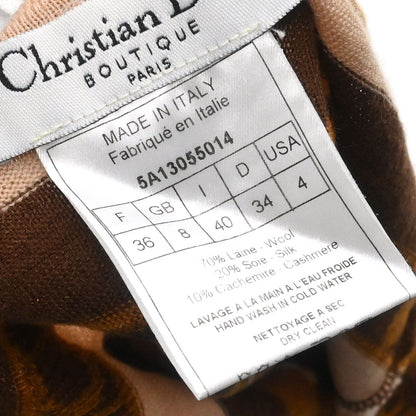 Christian
BOUTIQUE
PARIS
MADE IN ITALY
Fabriqué en Italie
5A13055014
F GB I D USA
36 8 40 34 4
70% Laine - Wool
20% Soie - Silk
10% Cachemire - Cashmere
LAVAGE A LA MAIN A L'EAU FROIDE
HAND WASH IN COLD WATER
NETTOYAGE A SEC
DRY CLEAN